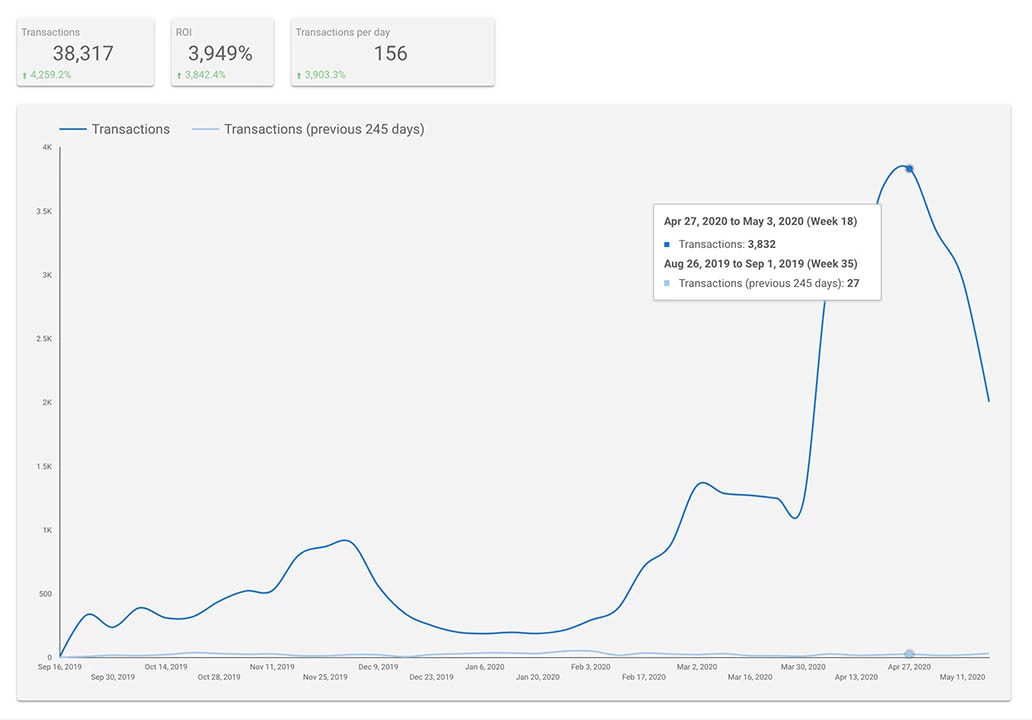 Transactions
38,317
4,259.2%
ROI
3,949%
3,842.4%
Transactions per day
156
3,903.3%
Transactions
Transactions (previous 245 days)
4K
3.5K
3K
2.5K
2K
1.5K
1K
500
0
Apr 27, 2020 to May 3, 2020 (Week 18)
Transactions: 3,832
Aug 26, 2019 to Sep 1, 2019 (Week 35)
Transactions (previous 245 days): 27
Sep 16, 2019
Sep 30, 2019
Oct 14, 2019
Oct 28, 2019
Nov 11, 2019
Nov 25, 2019
Dec 9, 2019
Dec 23, 2019
Jan 6, 2020
Jan 20, 2020
Feb 3, 2020
Feb 17, 2020
Mar 2, 2020
Mar 16, 2020
Mar 30, 2020
Apr 13, 2020
Apr 27, 2020
May 11, 2020